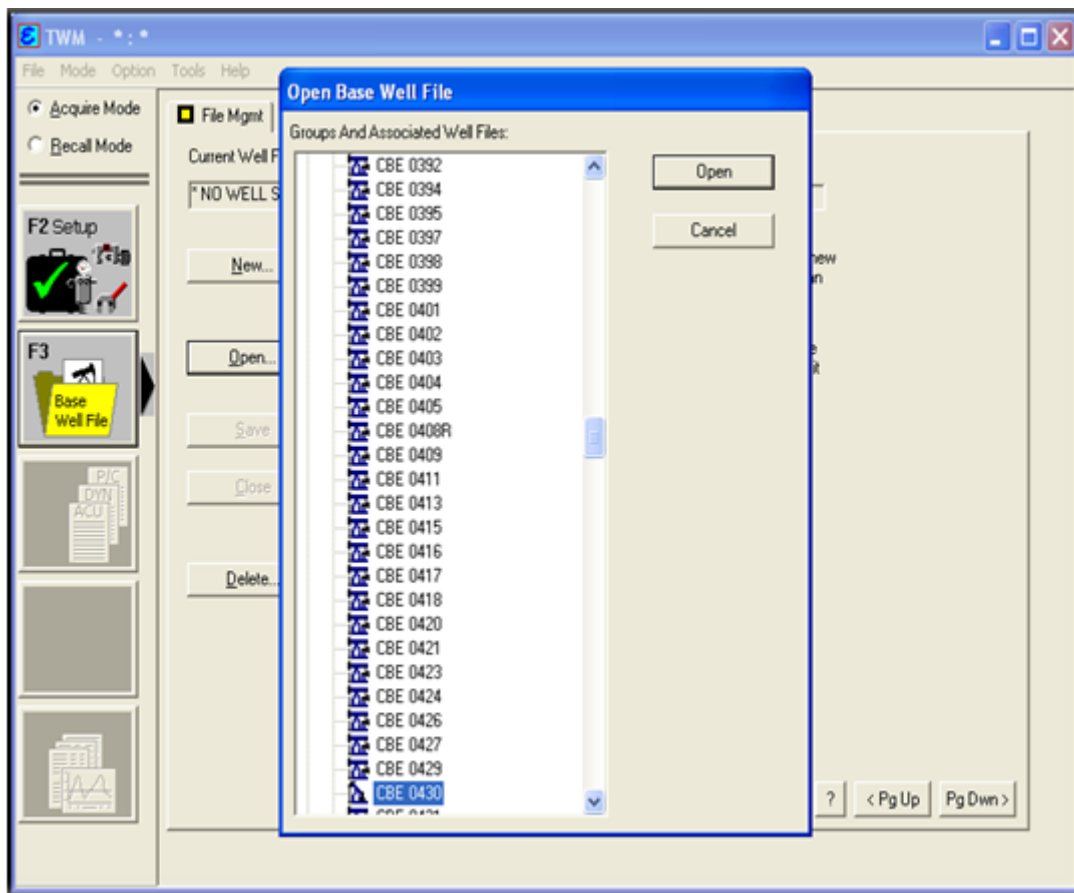 TWM - * : *
File Mode Option Tools Help
Acquire Mode
Recall Mode
F2 Setup
F3
Base
Well File
P/C
DYN
ACU
File Mgmt
Current Well F
* NO WELL S
New...
Open...
Save
Close
Delete...
Open Base Well File
Groups And Associated Well Files:
CBE 0392
CBE 0394
CBE 0395
CBE 0397
CBE 0398
CBE 0399
CBE 0401
CBE 0402
CBE 0403
CBE 0404
CBE 0405
CBE 0408R
CBE 0409
CBE 0411
CBE 0413
CBE 0415
CBE 0416
CBE 0417
CBE 0418
CBE 0420
CBE 0421
CBE 0423
CBE 0424
CBE 0426
CBE 0427
CBE 0429
CBE 0430
CBE 0431
Open
Cancel
new
? < Pg Up Pg Dwn >